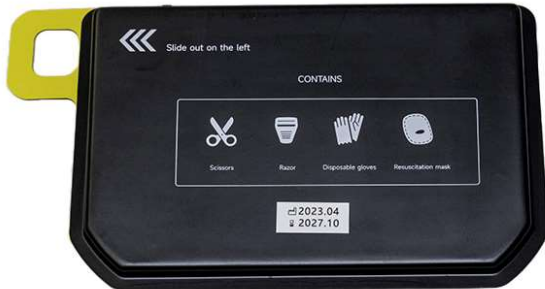 Slide out on the left
CONTAINS
Scissors Razor Disposable gloves Resuscitation mask
2023.04
2027.10